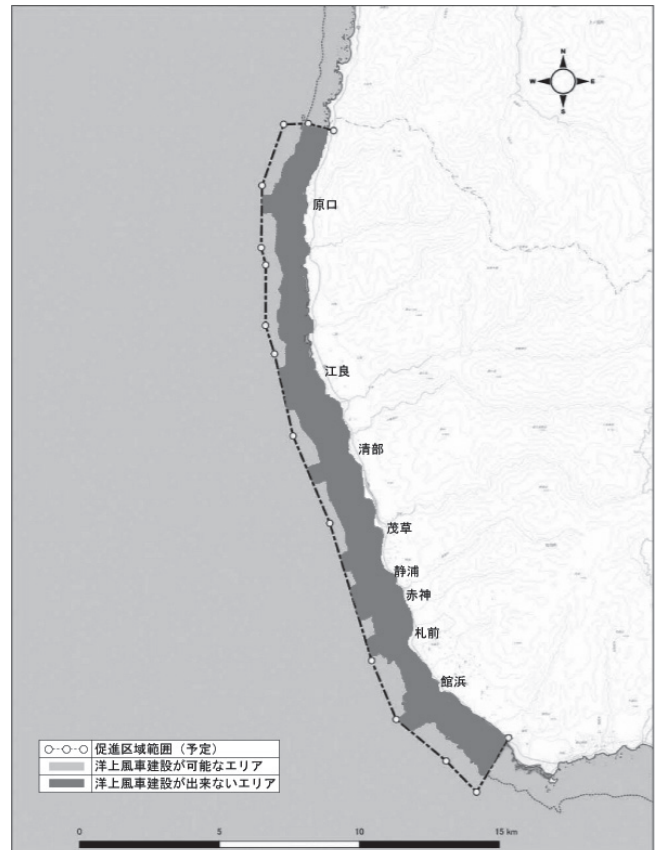 N
W E
S
原口
江良
清部
茂草
静浦
赤神
札前
館浜
促進区域範囲（予定）
洋上風車建設が可能なエリア
洋上風車建設が出来ないエリア
0 5 10 15 km